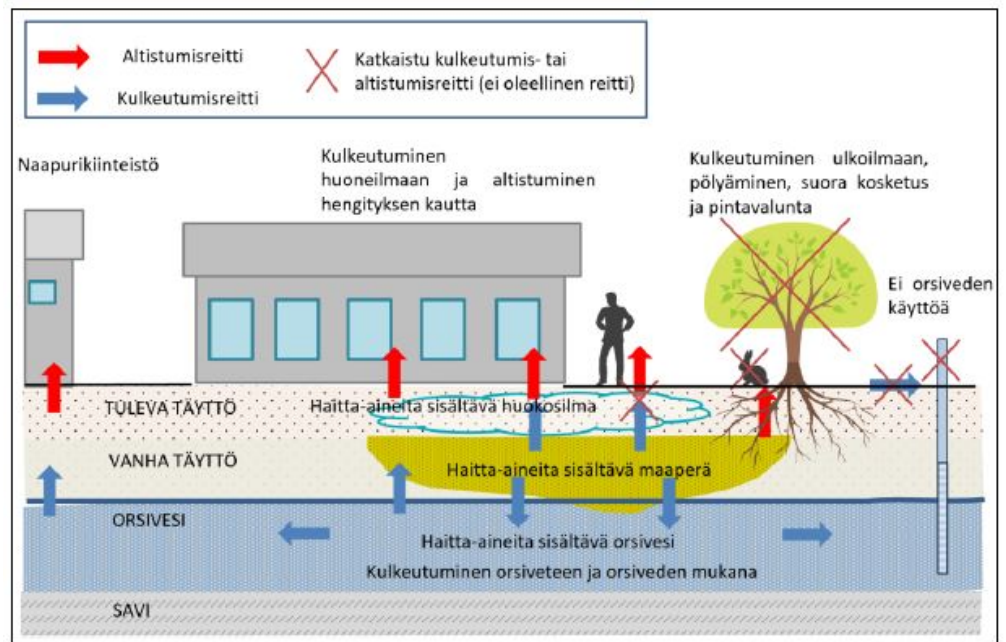 Altistumisreitti
Kulkeutumisreitti
Katkaistu kulkeutumis- tai
altistumisreitti (ei oleellinen reitti)
Naapurikiinteistö
Kulkeutuminen
huoneilmaan ja altistuminen
hengityksen kautta
Kulkeutuminen ulkoilmaan,
pölyäminen, suora kosketus
ja pintavalunta
Ei orsiveden
käyttöä
TULEVA TÄYTTÖ
Haitta-aineita sisältävä huokosilma
VANHA TÄYTTÖ
Haitta-aineita sisältävä maaperä
ORSIVESI
Haitta-aineita sisältävä orsivesi
Kulkeutuminen orsiveteen ja orsiveden mukana
SAVI